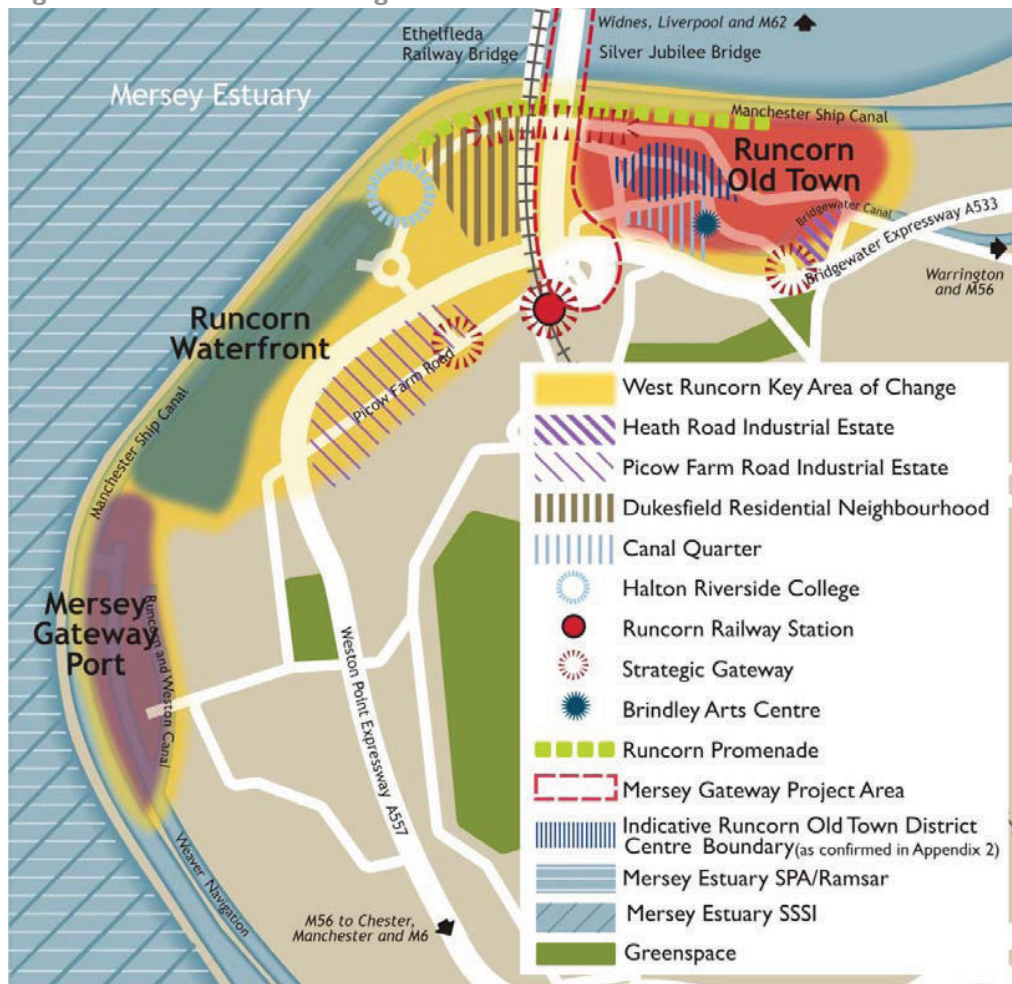 Widnes, Liverpool and M62
Ethelfleda
Railway Bridge
Silver Jubilee Bridge
Mersey Estuary
Manchester Ship Canal
Runcorn
Old Town
Bridgewater Canal
Bridgewater Expressway A533
Warrington
and M56
Runcorn
Waterfront
Picow Farm Road
Manchester Ship Canal
Mersey
Gateway
Port
Runcorn and Weston Canal
Weston Point Expressway A557
Weaver Navigation
M56 to Chester,
Manchester and M6
West Runcorn Key Area of Change
Heath Road Industrial Estate
Picow Farm Road Industrial Estate
Dukesfield Residential Neighbourhood
Canal Quarter
Halton Riverside College
Runcorn Railway Station
Strategic Gateway
Brindley Arts Centre
Runcorn Promenade
Mersey Gateway Project Area
Indicative Runcorn Old Town District
Centre Boundary (as confirmed in Appendix 2)
Mersey Estuary SPA/Ramsar
Mersey Estuary SSSI
Greenspace